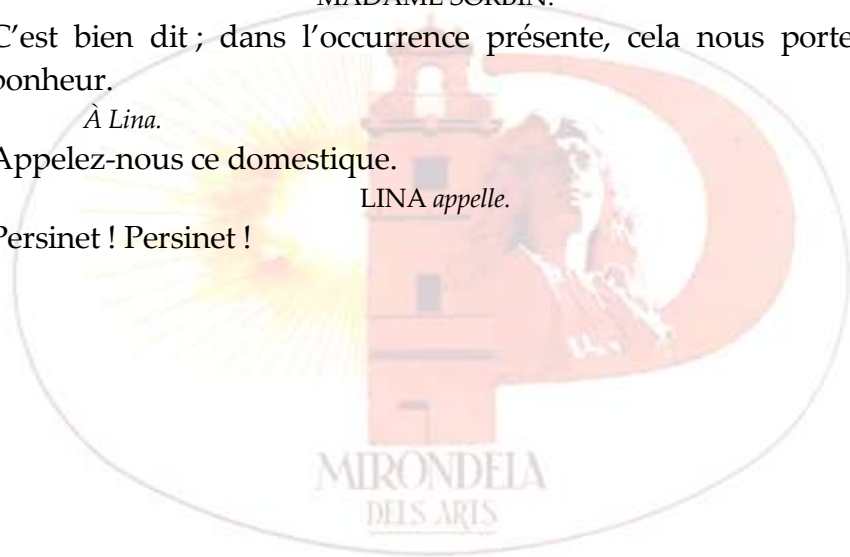 MADAME SORBIN.
C’est bien dit ; dans l’occurrence présente, cela nous porte
bonheur.
À Lina.
Appelez-nous ce domestique.
LINA appelle.
Persinet ! Persinet !
MIRONDELA
DELS ARTS